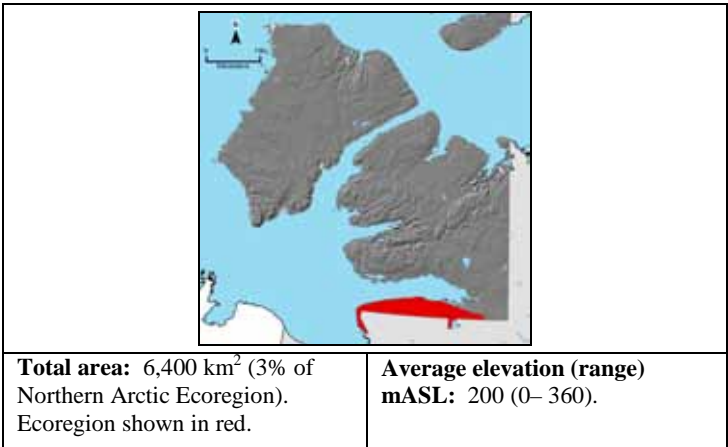 Total area: 6,400 km² (3% of
Northern Arctic Ecoregion).
Ecoregion shown in red.
Average elevation (range)
mASL: 200 (0– 360).